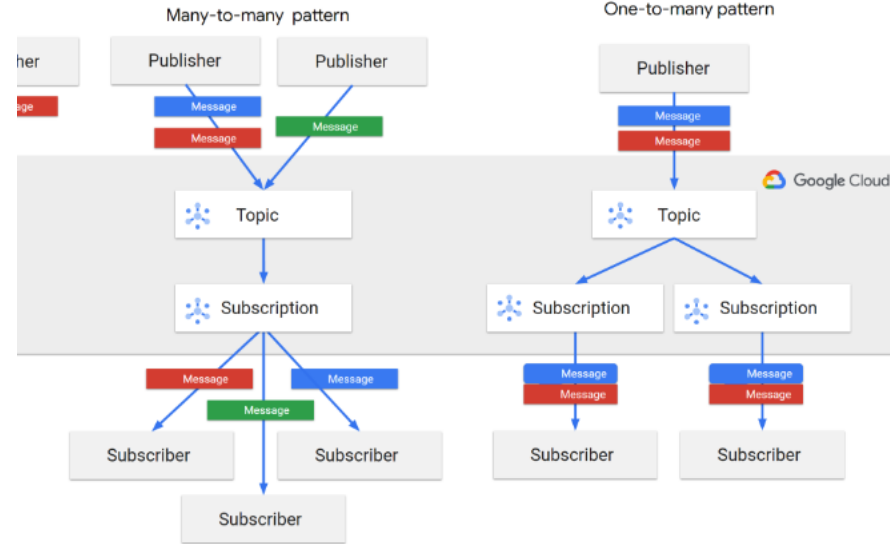 Many-to-many pattern
One-to-many pattern
her
Publisher
Publisher
Publisher
age
Message
Message
Message
Message
Message
Google Cloud
Topic
Topic
Subscription
Subscription
Subscription
Message
Message
Message
Message
Message
Message
Message
Subscriber
Subscriber
Subscriber
Subscriber
Subscriber